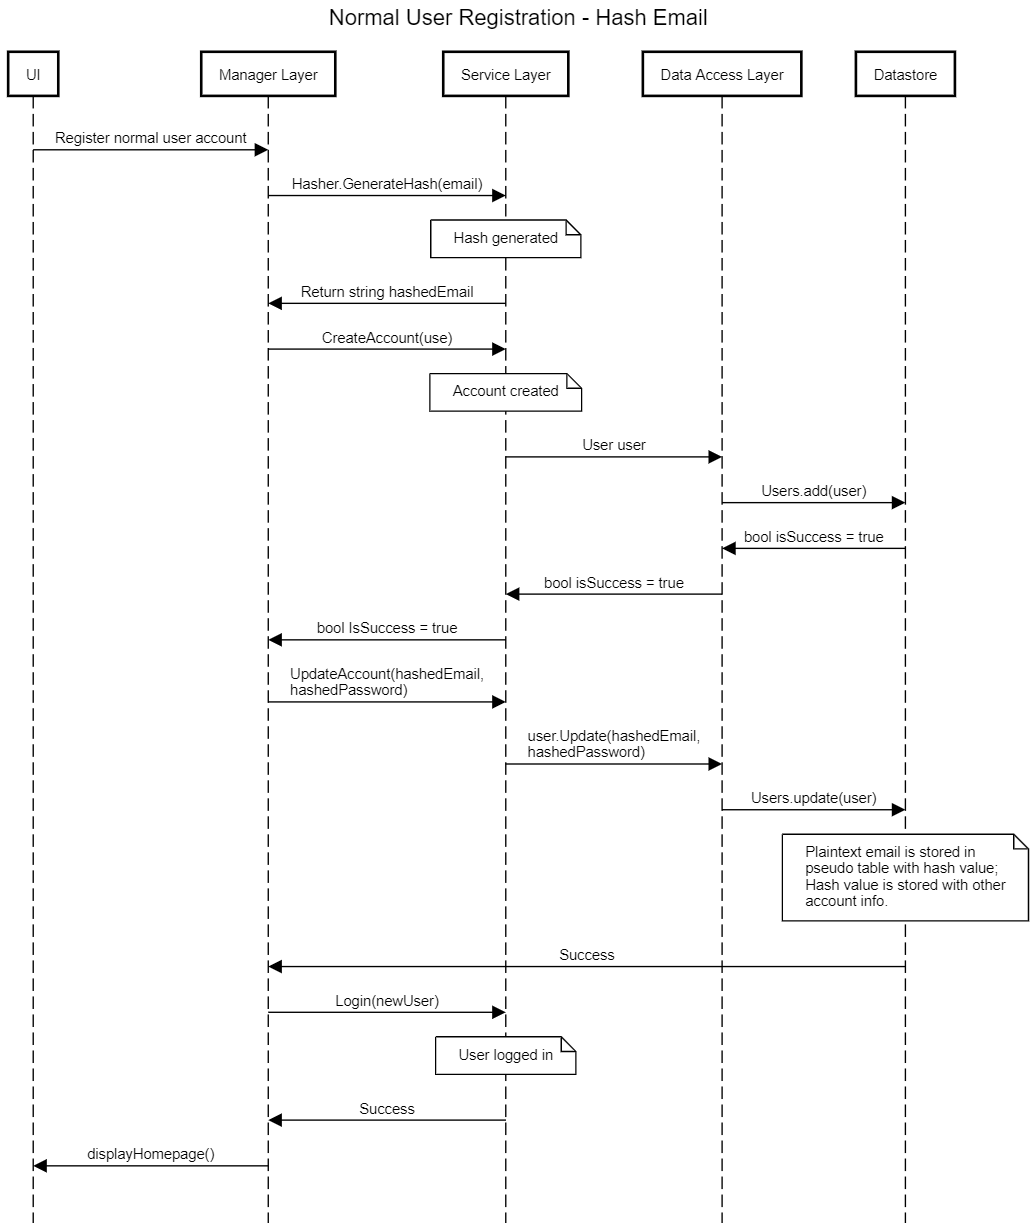 Normal User Registration - Hash Email
UI
Manager Layer
Service Layer
Data Access Layer
Datastore
Register normal user account
Hasher.GenerateHash(email)
Hash generated
Return string hashedEmail
CreateAccount(use)
Account created
User user
Users.add(user)
bool isSuccess = true
bool isSuccess = true
bool IsSuccess = true
UpdateAccount(hashedEmail,
hashedPassword)
user.Update(hashedEmail,
hashedPassword)
Users.update(user)
Plaintext email is stored in
pseudo table with hash value;
Hash value is stored with other
account info.
Success
Login(newUser)
User logged in
Success
displayHomepage()